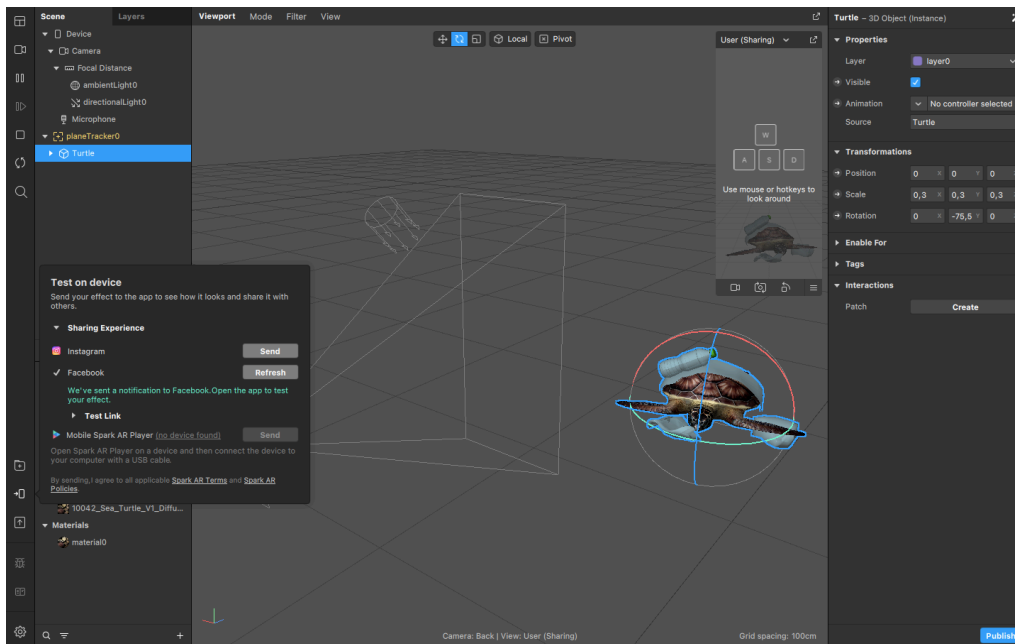 Scene Layers
Device
Camera
Focal Distance
ambientLight0
directionalLight0
Microphone
planeTracker0
Turtle
Test on device
Send your effect to the app to see how it looks and share it with
others.
Sharing Experience
Instagram Send
Facebook Refresh
We've sent a notification to Facebook.Open the app to test
your effect.
Test Link
Mobile Spark AR Player (no device found) Send
Open Spark AR Player on a device and then connect the device to
your computer with a USB cable.
By sending,I agree to all applicable Spark AR Terms and Spark AR
Policies.
10042_Sea_Turtle_V1_Diffu...
Materials
material0
Viewport Mode Filter View
Local Pivot
User (Sharing)
W
A S D
Use mouse or hotkeys to
look around
Camera: Back | View: User (Sharing)
Grid spacing: 100cm
Turtle – 3D Object (Instance)
Properties
Layer layer0
Visible
Animation No controller selected
Source Turtle
Transformations
Position 0 X 0 Y 0
Scale 0,3 X 0,3 Y 0,3
Rotation 0 X -75,5 Y 0
Enable For
Tags
Interactions
Patch Create
Publish